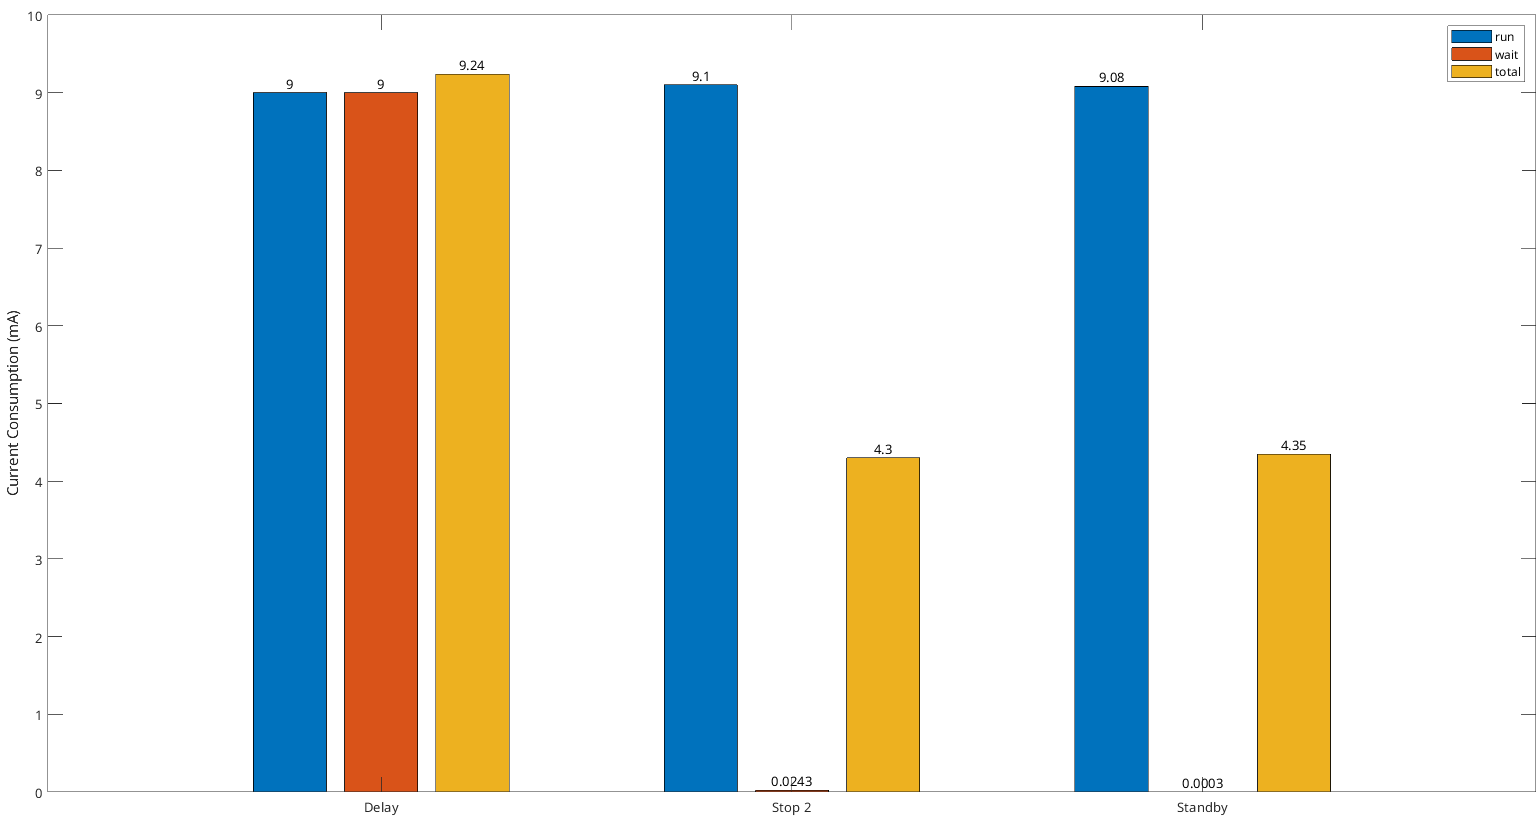 10
9
8
7
6
5
4
3
2
1
0
Current Consumption (mA)
9
9
9.24
9.1
0.0243
4.3
9.08
0.0003
4.35
Delay
Stop 2
Standby
run
wait
total